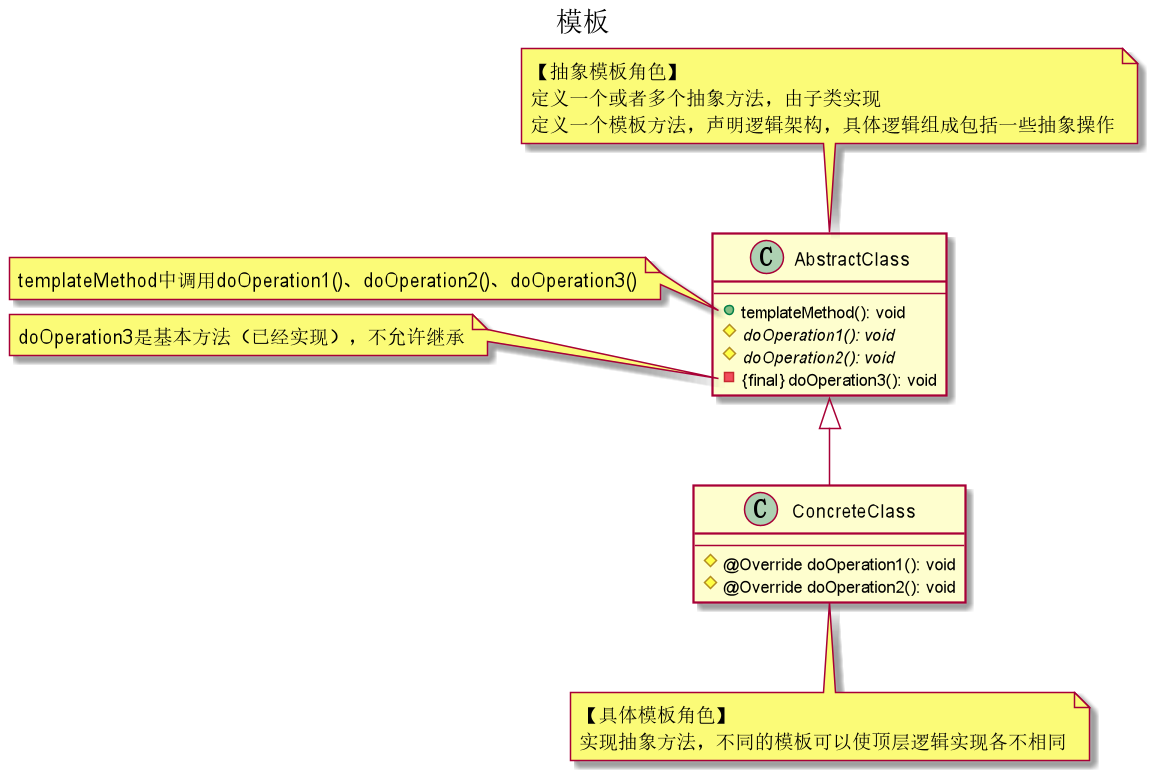 模板
【抽象模板角色】
定义一个或者多个抽象方法，由子类实现
定义一个模板方法，声明逻辑架构，具体逻辑组成包括一些抽象操作
C AbstractClass
templateMethod中调用doOperation1()、doOperation2()、doOperation3()
templateMethod(): void
doOperation1(): void
doOperation3是基本方法（已经实现），不允许继承
doOperation2(): void
{final} doOperation3(): void
C ConcreteClass
@Override doOperation1(): void
@Override doOperation2(): void
【具体模板角色】
实现抽象方法，不同的模板可以使顶层逻辑实现各不相同